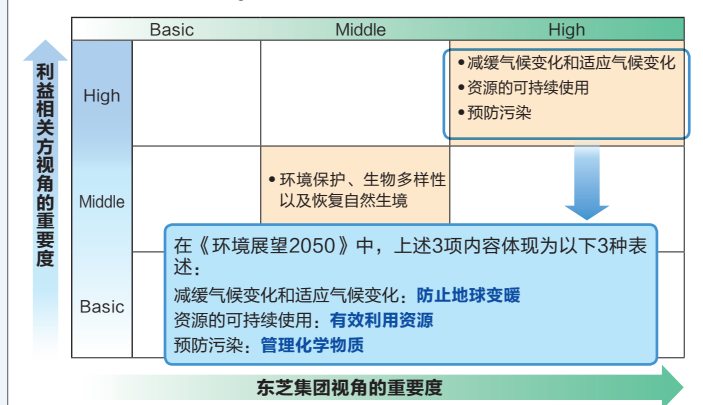 Basic
Middle
High
利益相关方视角的重要度
High
•减缓气候变化和适应气候变化
•资源的可持续使用
•预防污染
Middle
•环境保护、生物多样性
以及恢复自然生境
Basic
在《环境展望2050》中，上述3项内容体现为以下3种表
述：
减缓气候变化和适应气候变化：防止地球变暖
资源的可持续使用：有效利用资源
预防污染：管理化学物质
东芝集团视角的重要度